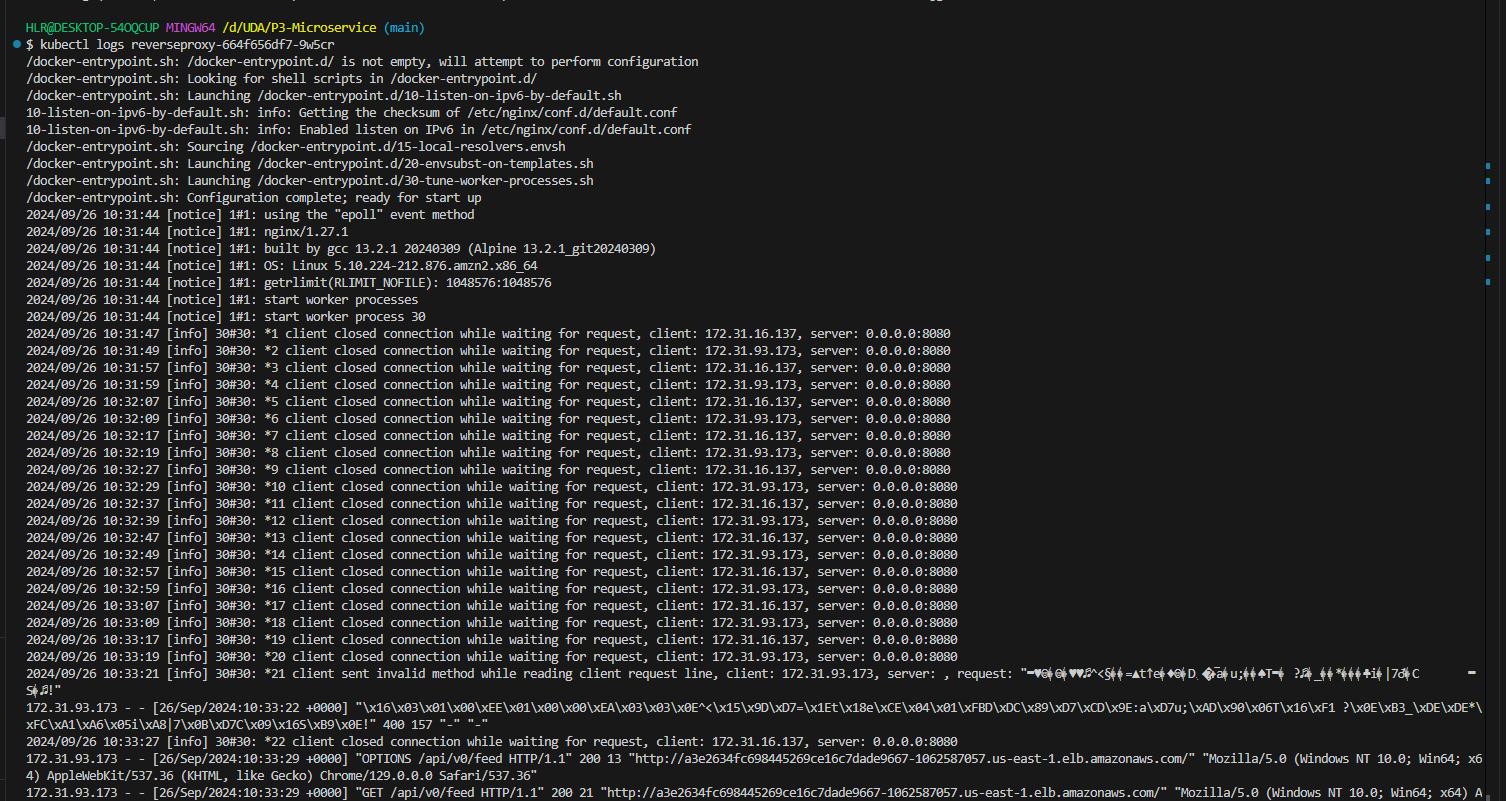 HLR@DESKTOP-54OQCUP MINGW64 /d/UDA/P3-Microservice (main)
$ kubectl logs reverseproxy-664f656df7-9w5cr
/docker-entrypoint.sh: /docker-entrypoint.d/ is not empty, will attempt to perform configuration
/docker-entrypoint.sh: Looking for shell scripts in /docker-entrypoint.d/
/docker-entrypoint.sh: Launching /docker-entrypoint.d/10-listen-on-ipv6-by-default.sh
10-listen-on-ipv6-by-default.sh: info: Getting the checksum of /etc/nginx/conf.d/default.conf
10-listen-on-ipv6-by-default.sh: info: Enabled listen on IPv6 in /etc/nginx/conf.d/default.conf
/docker-entrypoint.sh: Sourcing /docker-entrypoint.d/15-local-resolvers.envsh
/docker-entrypoint.sh: Launching /docker-entrypoint.d/20-envsubst-on-templates.sh
/docker-entrypoint.sh: Launching /docker-entrypoint.d/30-tune-worker-processes.sh
/docker-entrypoint.sh: Configuration complete; ready for start up
2024/09/26 10:31:44 [notice] 1#1: using the "epoll" event method
2024/09/26 10:31:44 [notice] 1#1: nginx/1.27.1
2024/09/26 10:31:44 [notice] 1#1: built by gcc 13.2.1 20240309 (Alpine 13.2.1_git20240309)
2024/09/26 10:31:44 [notice] 1#1: OS: Linux 5.10.224-212.876.amzn2.x86_64
2024/09/26 10:31:44 [notice] 1#1: getrlimit(RLIMIT_NOFILE): 1048576:1048576
2024/09/26 10:31:44 [notice] 1#1: start worker processes
2024/09/26 10:31:44 [notice] 1#1: start worker process 30
2024/09/26 10:31:47 [info] 30#30: *1 client closed connection while waiting for request, client: 172.31.16.137, server: 0.0.0.0:8080
2024/09/26 10:31:49 [info] 30#30: *2 client closed connection while waiting for request, client: 172.31.93.173, server: 0.0.0.0:8080
2024/09/26 10:31:57 [info] 30#30: *3 client closed connection while waiting for request, client: 172.31.16.137, server: 0.0.0.0:8080
2024/09/26 10:31:59 [info] 30#30: *4 client closed connection while waiting for request, client: 172.31.93.173, server: 0.0.0.0:8080
2024/09/26 10:32:07 [info] 30#30: *5 client closed connection while waiting for request, client: 172.31.16.137, server: 0.0.0.0:8080
2024/09/26 10:32:09 [info] 30#30: *6 client closed connection while waiting for request, client: 172.31.93.173, server: 0.0.0.0:8080
2024/09/26 10:32:17 [info] 30#30: *7 client closed connection while waiting for request, client: 172.31.16.137, server: 0.0.0.0:8080
2024/09/26 10:32:19 [info] 30#30: *8 client closed connection while waiting for request, client: 172.31.93.173, server: 0.0.0.0:8080
2024/09/26 10:32:27 [info] 30#30: *9 client closed connection while waiting for request, client: 172.31.16.137, server: 0.0.0.0:8080
2024/09/26 10:32:29 [info] 30#30: *10 client closed connection while waiting for request, client: 172.31.93.173, server: 0.0.0.0:8080
2024/09/26 10:32:37 [info] 30#30: *11 client closed connection while waiting for request, client: 172.31.16.137, server: 0.0.0.0:8080
2024/09/26 10:32:39 [info] 30#30: *12 client closed connection while waiting for request, client: 172.31.93.173, server: 0.0.0.0:8080
2024/09/26 10:32:47 [info] 30#30: *13 client closed connection while waiting for request, client: 172.31.16.137, server: 0.0.0.0:8080
2024/09/26 10:32:49 [info] 30#30: *14 client closed connection while waiting for request, client: 172.31.93.173, server: 0.0.0.0:8080
2024/09/26 10:32:57 [info] 30#30: *15 client closed connection while waiting for request, client: 172.31.16.137, server: 0.0.0.0:8080
2024/09/26 10:32:59 [info] 30#30: *16 client closed connection while waiting for request, client: 172.31.93.173, server: 0.0.0.0:8080
2024/09/26 10:33:07 [info] 30#30: *17 client closed connection while waiting for request, client: 172.31.16.137, server: 0.0.0.0:8080
2024/09/26 10:33:09 [info] 30#30: *18 client closed connection while waiting for request, client: 172.31.93.173, server: 0.0.0.0:8080
2024/09/26 10:33:17 [info] 30#30: *19 client closed connection while waiting for request, client: 172.31.16.137, server: 0.0.0.0:8080
2024/09/26 10:33:19 [info] 30#30: *20 client closed connection while waiting for request, client: 172.31.93.173, server: 0.0.0.0:8080
2024/09/26 10:33:21 [info] 30#30: *21 client sent invalid method while reading client request line, client: 172.31.93.173, server: , request: "
172.31.93.173 - - [26/Sep/2024:10:33:22 +0000] "\x16\x03\x01\x00\xEE\x01\x00\x00\xEA\x03\x03\x0E^<\x15\x9D\xD7=\x1Et\x18e\xCE\x04\x01\xFBD\xDC\x89\xD7\xCD\x9E:a\xD7u;\xAD\x90\x06T\x16\xF1 ?\x0E\xB3_\xDE\xDE*\
\xFC\xA1\xA6\x05i\xA8|7\x0B\xD7C\x09\x16S\xB9\x0E!" 400 157 "-" "-"
2024/09/26 10:33:27 [info] 30#30: *22 client closed connection while waiting for request, client: 172.31.16.137, server: 0.0.0.0:8080
172.31.93.173 - - [26/Sep/2024:10:33:29 +0000] "OPTIONS /api/v0/feed HTTP/1.1" 200 13 "http://a3e2634fc698445269ce16c7dade9667-1062587057.us-east-1.elb.amazonaws.com/" "Mozilla/5.0 (Windows NT 10.0; Win64; x6
4) AppleWebKit/537.36 (KHTML, like Gecko) Chrome/129.0.0.0 Safari/537.36"
172.31.93.173 - - [26/Sep/2024:10:33:29 +0000] "GET /api/v0/feed HTTP/1.1" 200 21 "http://a3e2634fc698445269ce16c7dade9667-1062587057.us-east-1.elb.amazonaws.com/" "Mozilla/5.0 (Windows NT 10.0; Win64; x64) A